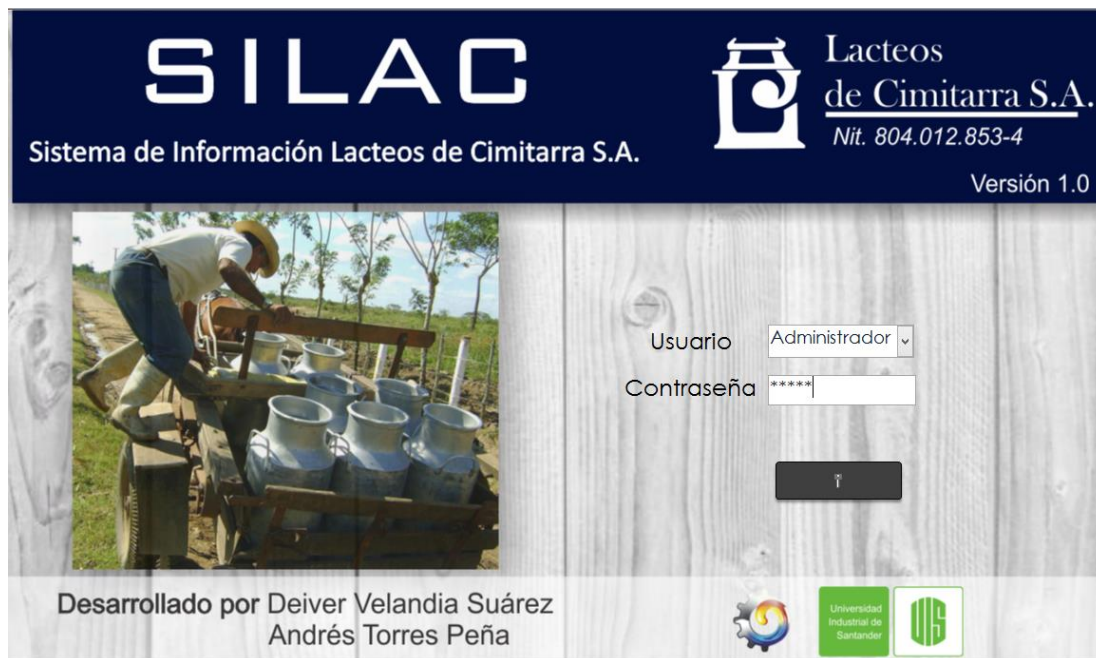 SILAC
Sistema de Información Lacteos de Cimitarra S.A.
Lacteos
de Cimitarra S.A.
Nit. 804.012.853-4
Versión 1.0
Usuario Administrador
Contraseña *****
Desarrollado por Deiver Velandia Suárez
Andrés Torres Peña
Universidad
Industrial de
Santander
UIS